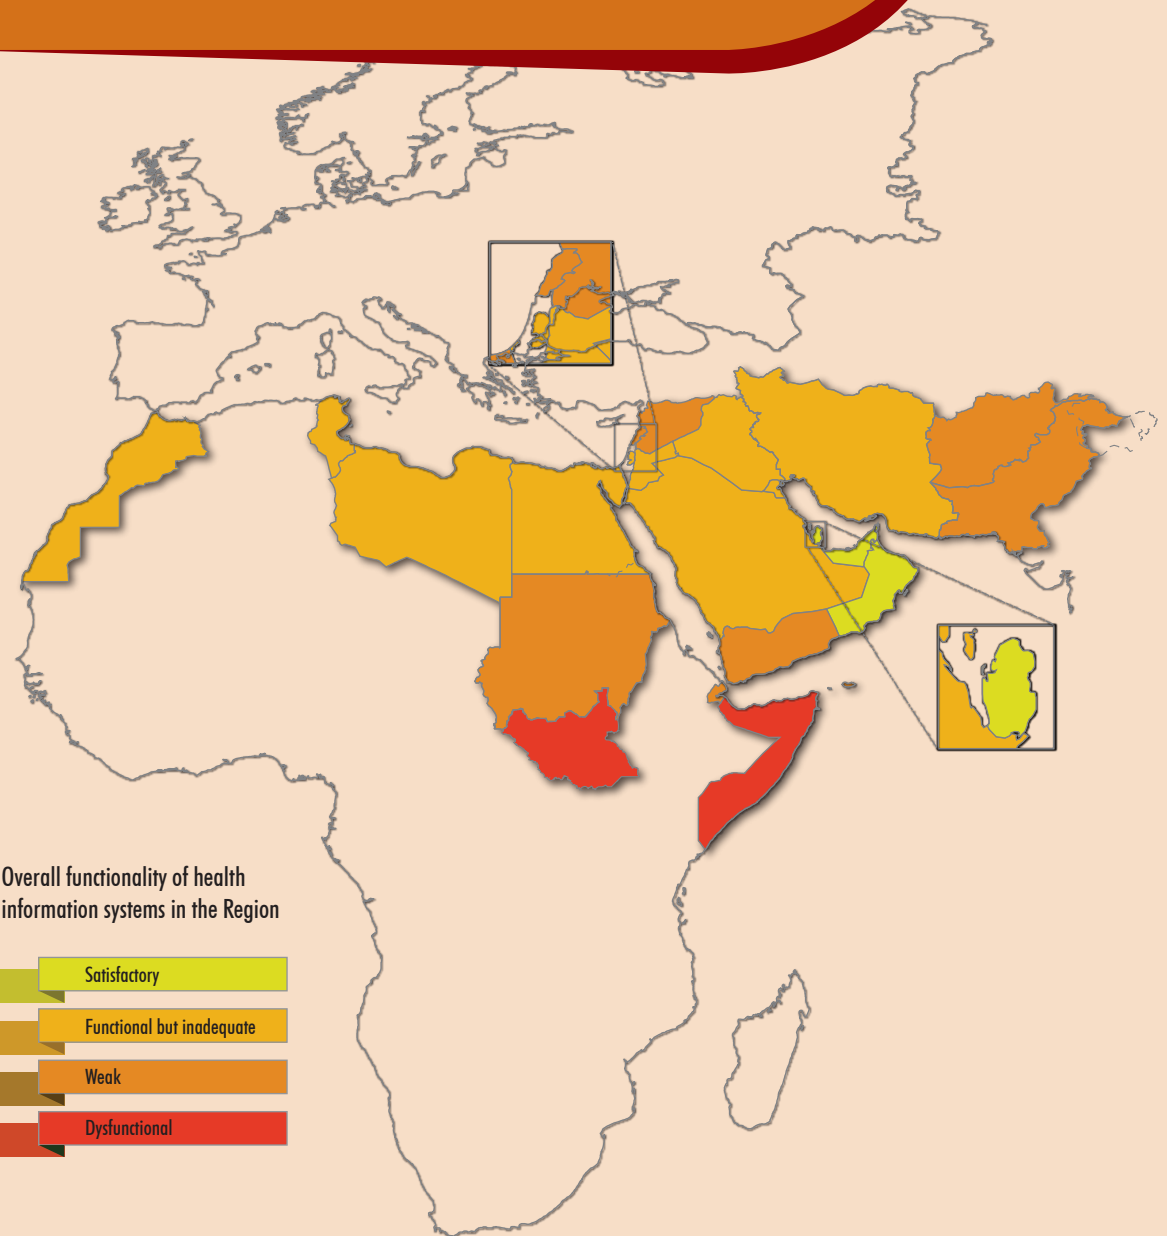 Overall functionality of health
information systems in the Region
Satisfactory
Functional but inadequate
Weak
Dysfunctional